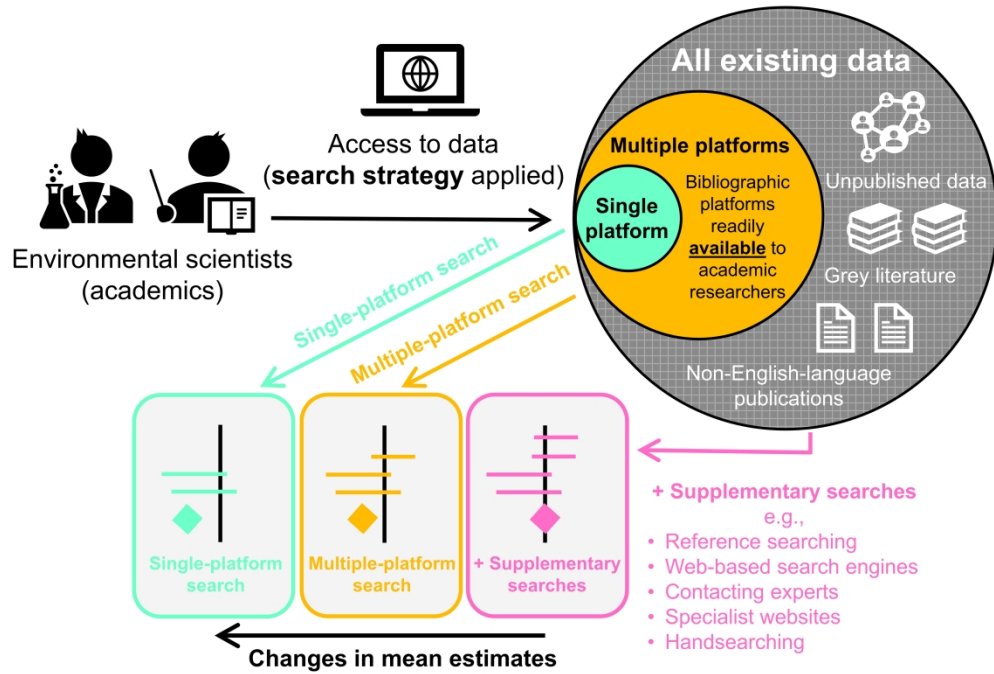 All existing data
Access to data
(search strategy applied)
Environmental scientists
(academics)
Multiple platforms
Bibliographic
platforms
readily
available to
academic
researchers
Single
platform
Unpublished data
Grey literature
Non-English-language
publications
Single-platform search
Multiple-platform search
Single-platform
search
Multiple-platform
search
+ Supplementary
searches
Changes in mean estimates
+ Supplementary searches
e.g.,
• Reference searching
• Web-based search engines
• Contacting experts
• Specialist websites
• Handsearching